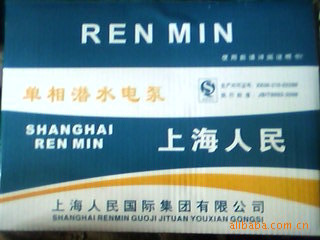 REN MIN
单相潜水电泵
SHANGHAI
REN MIN
上海人民
上海人民国际集团有限公司
SHANGHAI RENMIN GUOJI JITUAN YOUXIAN GONGSI
alibaba.com.cn